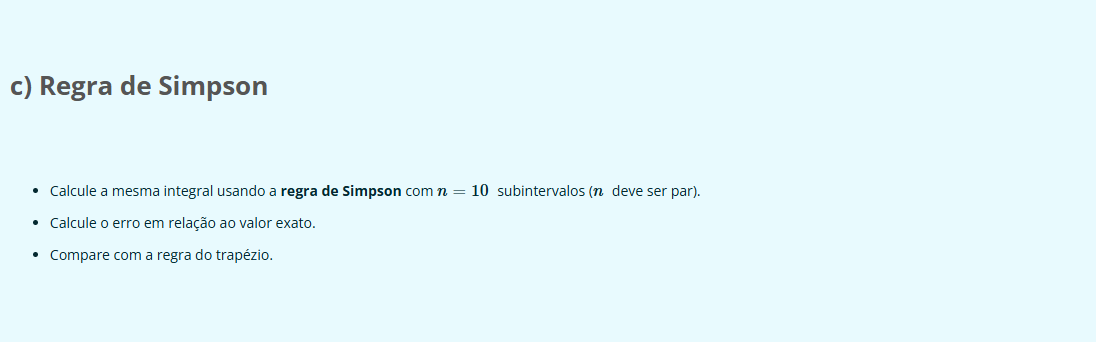 c) Regra de Simpson
• Calcule a mesma integral usando a regra de Simpson com n = 10 subintervalos (n deve ser par).
• Calcule o erro em relação ao valor exato.
• Compare com a regra do trapézio.